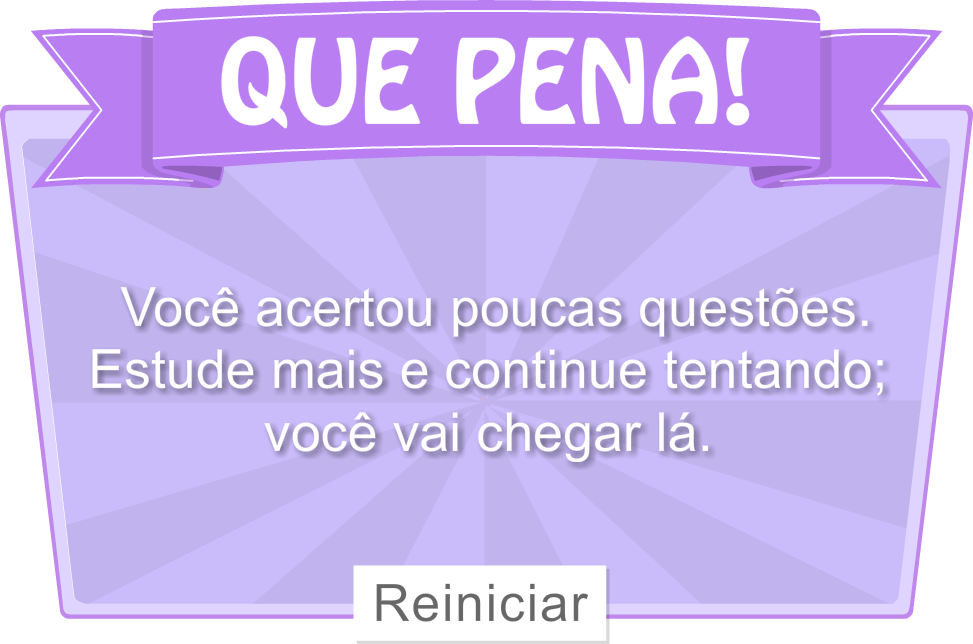 QUE PENA!
Você acertou poucas questões.
Estude mais e continue tentando;
você vai chegar lá.
Reiniciar